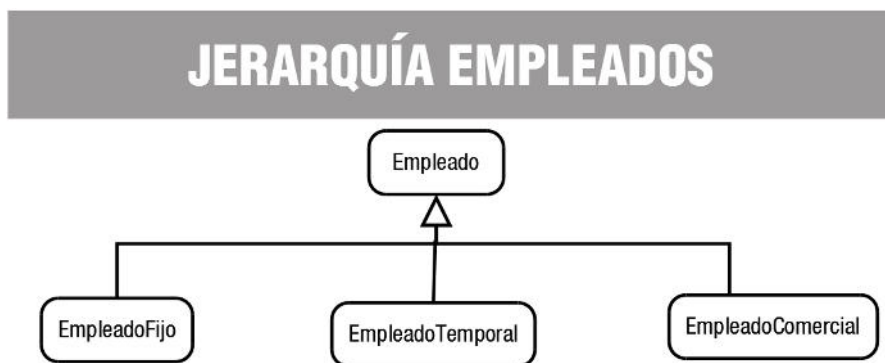 JERARQUÍA EMPLEADOS
Empleado
EmpleadoFijo
EmpleadoTemporal
EmpleadoComercial